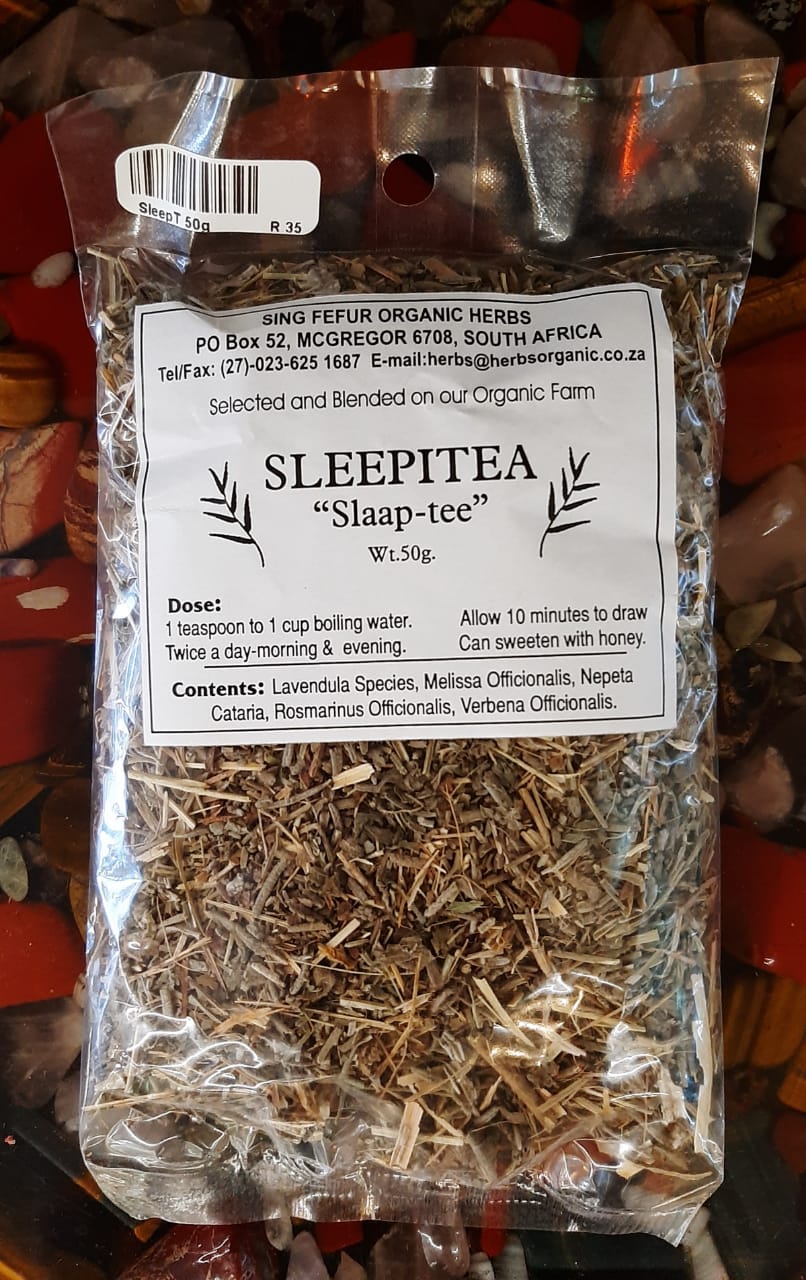 SleepT 50g
R 35
SING FEFUR ORGANIC HERBS
PO Box 52, MCGREGOR 6708, SOUTH AFRICA
Tel/Fax: (27)-023-625 1687 E-mail:herbs@herbsorganic.co.za
Selected and Blended on our Organic Farm
SLEEPITEA
“Slaap-tee”
Wt.50g.
Dose:
1 teaspoon to 1 cup boiling water.
Twice a day-morning & evening.
Allow 10 minutes to draw
Can sweeten with honey.
Contents: Lavendula Species, Melissa Officionalis, Nepeta
Cataria, Rosmarinus Officionalis, Verbena Officionalis.